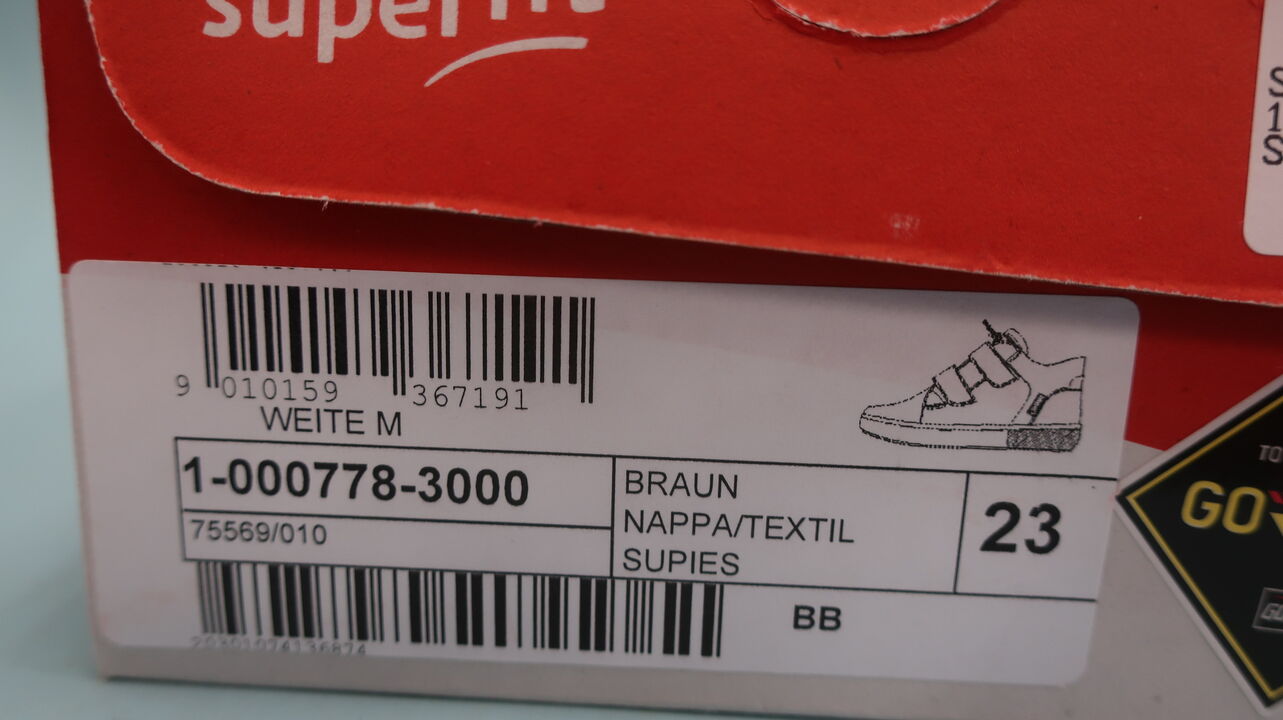 superfit
9 010159 367191
WEITE M
1-000778-3000
75569/010
BRAUN
NAPPA/TEXTIL
SUPIES
23
BB
GO